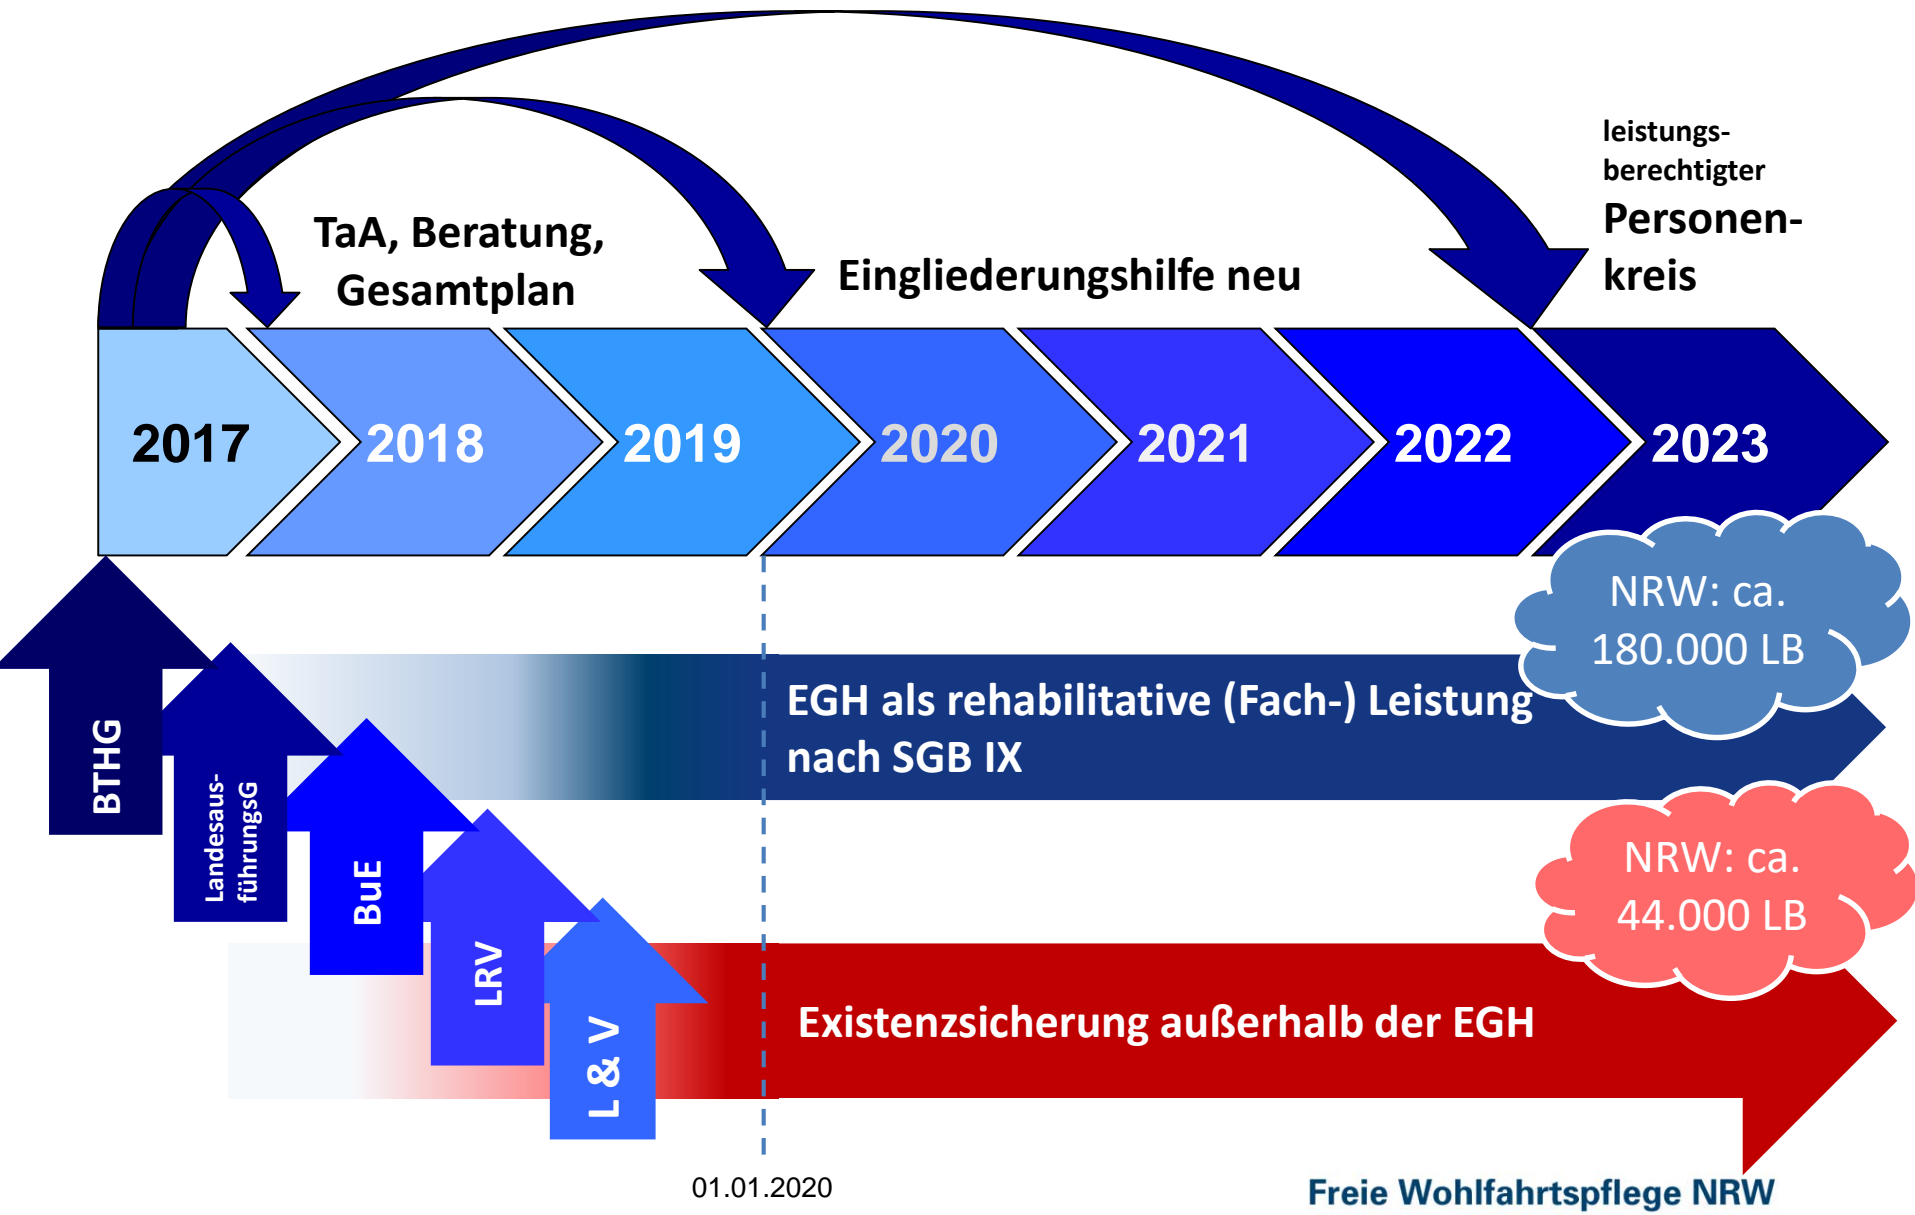 leistungs-
berechtigter
Personen-
kreis
TaA, Beratung,
Gesamtplan
Eingliederungshilfe neu
2017
2018
2019
2020
2021
2022
2023
NRW: ca.
180.000 LB
EGH als rehabilitative (Fach-) Leistung
nach SGB IX
BTHG
Landesaus-
führungsG
BuE
LRV
L & V
NRW: ca.
44.000 LB
Existenzsicherung außerhalb der EGH
01.01.2020
Freie Wohlfahrtspflege NRW